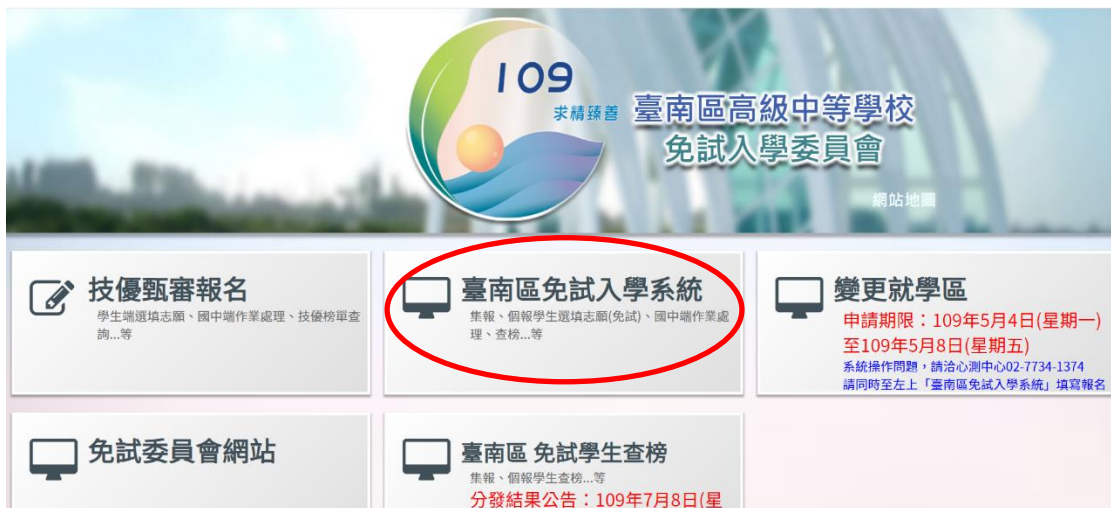 109
求精臻善
臺南區高級中等學校
免試入學委員會
網站地圖
技優甄審報名
學生端選填志願、國中端作業處理、技優榜單查
詢...等
臺南區免試入學系統
集報、個報學生選填志願(免試)、國中端作業處
理、查榜...等
變更就學區
申請期限：109年5月4日(星期一)
至109年5月8日(星期五)
系統操作問題，請洽心測中心02-7734-1374
請同時至左上「臺南區免試入學系統」填寫報名
免試委員會網站
臺南區 免試學生查榜
集報、個報學生查榜...等
分發結果公告：109年7月8日(星